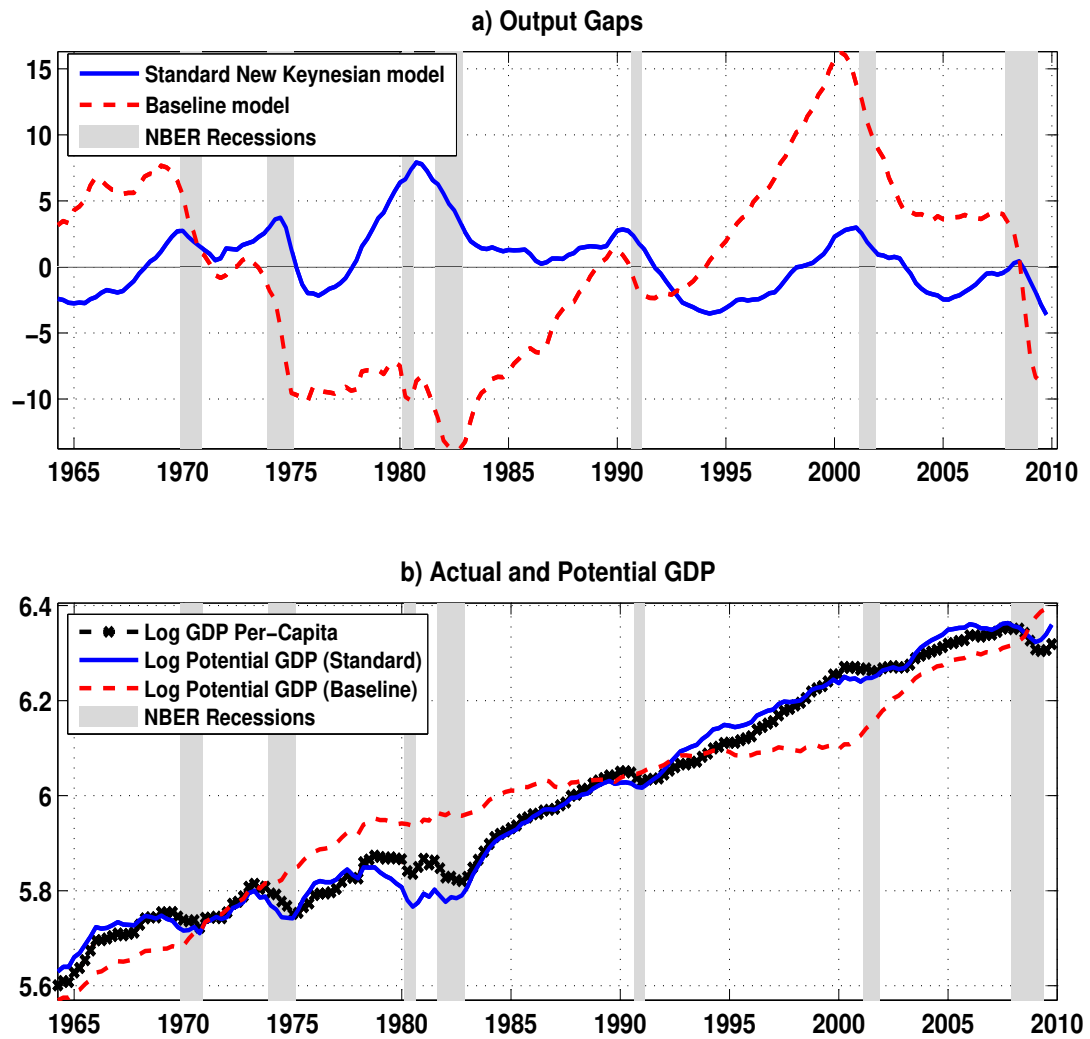 a) Output Gaps
Standard New Keynesian model
Baseline model
NBER Recessions
15
10
5
0
−5
−10
1965 1970 1975 1980 1985 1990 1995 2000 2005 2010
b) Actual and Potential GDP
Log GDP Per−Capita
Log Potential GDP (Standard)
Log Potential GDP (Baseline)
NBER Recessions
6.4
6.2
6
5.8
5.6
1965 1970 1975 1980 1985 1990 1995 2000 2005 2010